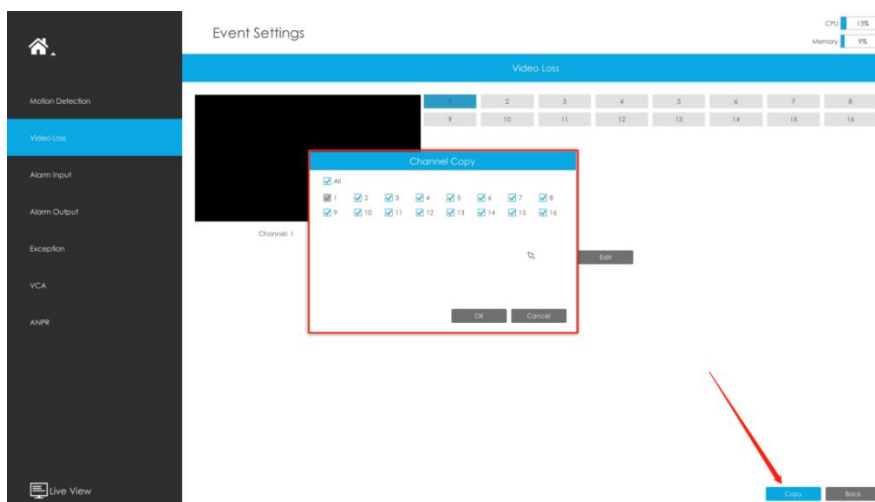 Event Settings
CPU 13%
Memory 9%
Video Loss
Motion Detection
Video Loss
Alarm Input
Alarm Output
Exception
VCA
ANPR
Live View
1 2 3 4 5 6 7 8
9 10 11 12 13 14 15 16
Channel: 1
Channel Copy
All
1 2 3 4 5 6 7 8
9 10 11 12 13 14 15 16
Edit
OK Cancel
Copy Back